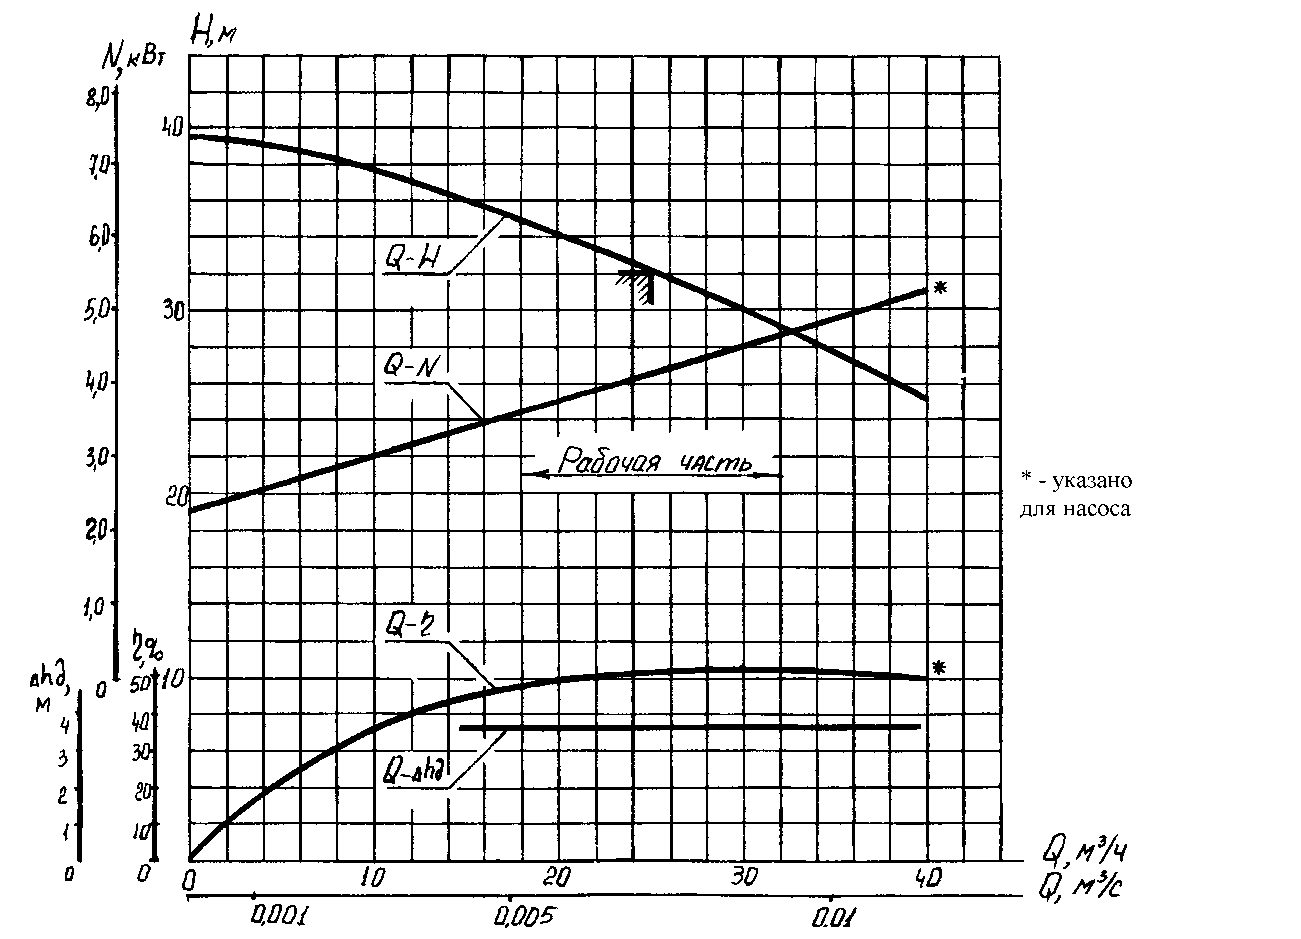 H, м
N, кВт
8,0
40
7,0
6,0
Q-H
5,0
30
*
Q-N
4,0
3,0
Рабочая часть
* - указано
для насоса
20
2,0
1,0
Q-η
η,%
*
Δhд,
м
0
50
10
4
40
3
30
Q-Δhд
2
20
1
10
0
0
Q, м³/ч
0
10
20
30
40
Q, м³/с
0,001
0,005
0,01